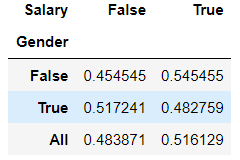 Salary False True
Gender
False 0.454545 0.545455
True 0.517241 0.482759
All 0.483871 0.516129